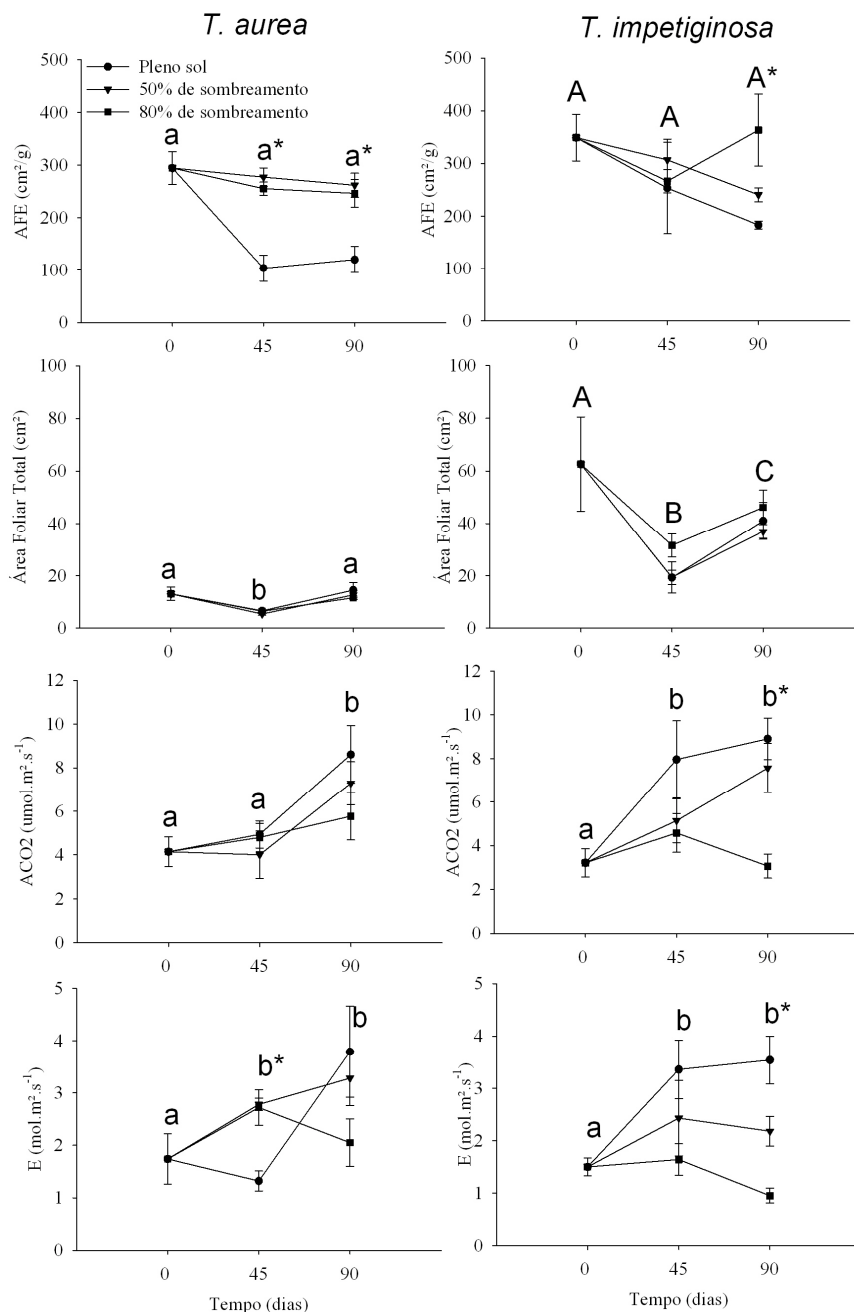 T. aurea
T. impetiginosa
Pleno sol
50% de sombreamento
80% de sombreamento
AFE (cm²/g)
500
400
300
200
100
0
a
a*
a*
0
45
90
AFE (cm²/g)
500
400
300
200
100
0
A
A
A*
0
45
90
Área Foliar Total (cm²)
100
80
60
40
20
0
a
b
a
0
45
90
Área Foliar Total (cm²)
100
80
60
40
20
0
A
B
C
0
45
90
ACO2 (umol.m².s⁻¹)
12
10
8
6
4
2
0
a
a
b
0
45
90
ACO2 (umol.m².s⁻¹)
12
10
8
6
4
2
0
a
b
b*
0
45
90
E (mol.m².s⁻¹)
5
4
3
2
1
0
a
b*
b
0
45
90
Tempo (dias)
E (mol.m².s⁻¹)
5
4
3
2
1
0
a
b
b*
0
45
90
Tempo (dias)